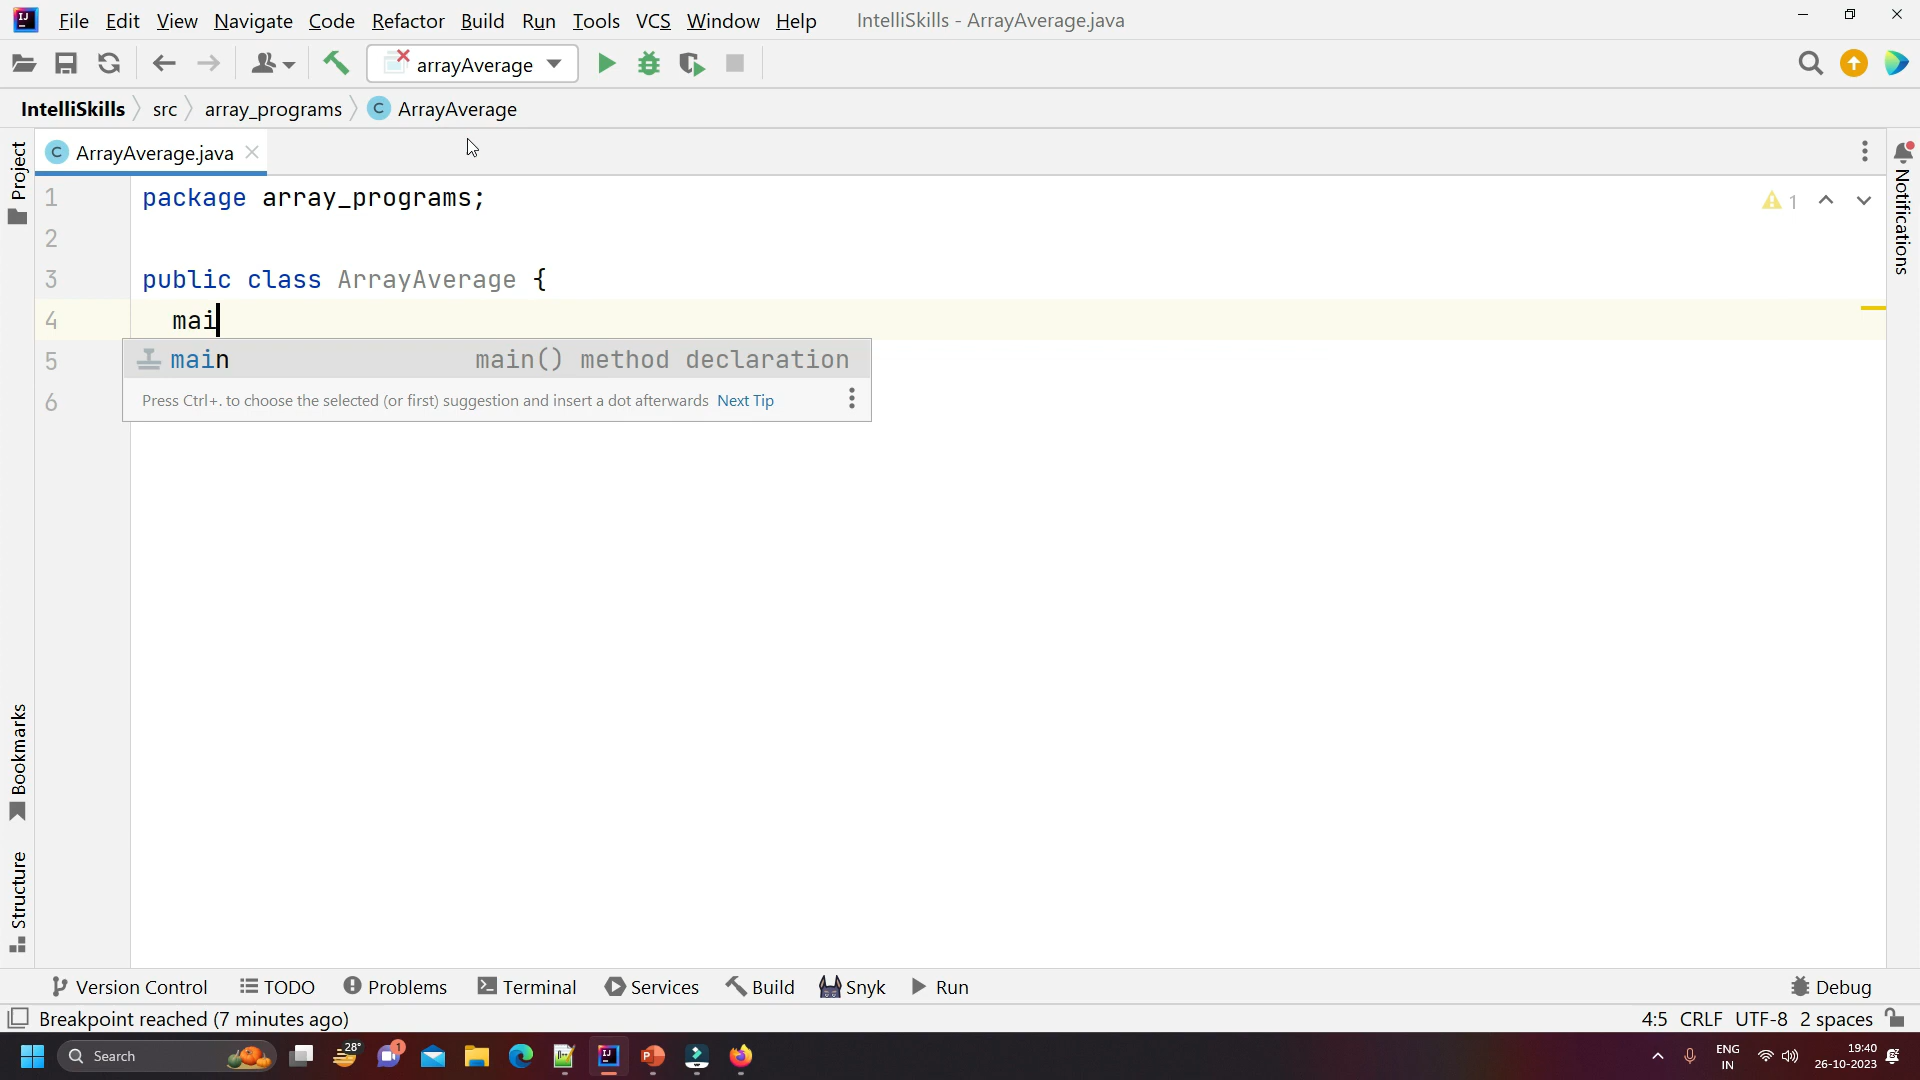 File Edit View Navigate Code Refactor Build Run Tools VCS Window Help IntelliSkills - ArrayAverage.java
arrayAverage
IntelliSkills src array_programs ArrayAverage
ArrayAverage.java
1 package array_programs;
2
3 public class ArrayAverage {
4 mai
5 main main() method declaration
6 Press Ctrl+. to choose the selected (or first) suggestion and insert a dot afterwards Next Tip
1
Project
Bookmarks
Structure
Notifications
Version Control TODO Problems Terminal Services Build Snyk Run Debug
Breakpoint reached (7 minutes ago) 4:5 CRLF UTF-8 2 spaces
Search 28° 1 ENG 19:40
IN 26-10-2023